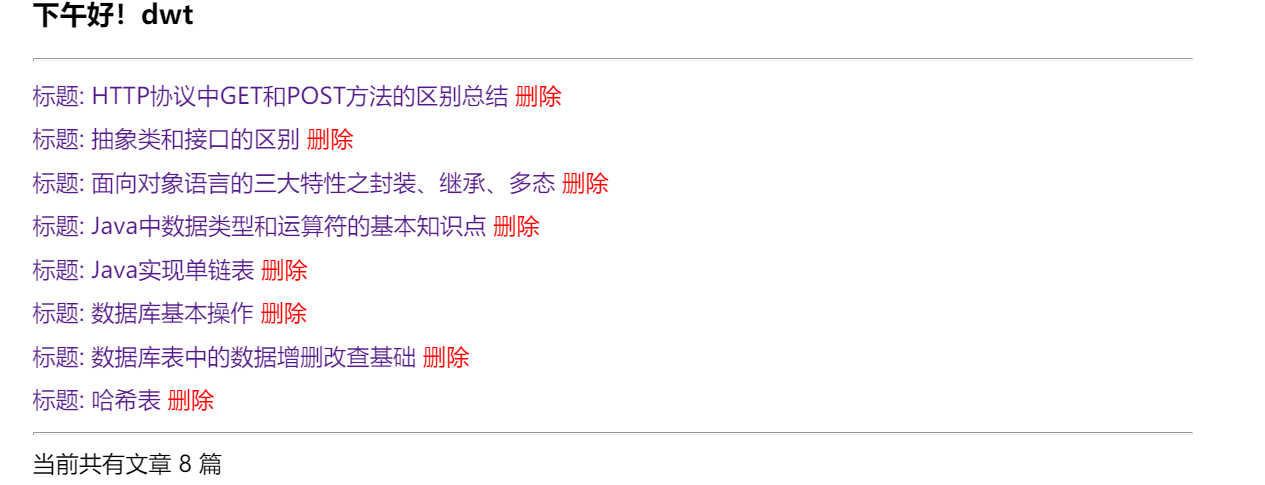 下午好！dwt
标题: HTTP协议中GET和POST方法的区别总结 删除
标题: 抽象类和接口的区别 删除
标题: 面向对象语言的三大特性之封装、继承、多态 删除
标题: Java中数据类型和运算符的基本知识点 删除
标题: Java实现单链表 删除
标题: 数据库基本操作 删除
标题: 数据库表中的数据增删改查基础 删除
标题: 哈希表 删除
当前共有文章 8 篇